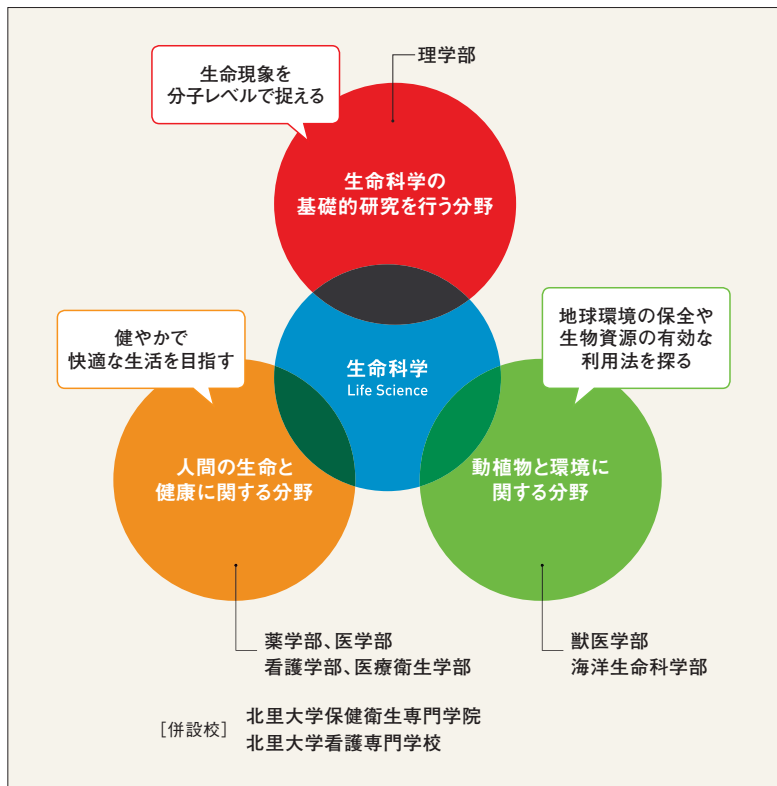 理学部
生命現象を
分子レベルで捉える
生命科学の
基礎的研究を行う分野
健やかで
快適な生活を目指す
地球環境の保全や
生物資源の有効な
利用法を探る
生命科学
Life Science
人間の生命と
健康に関する分野
動植物と環境に
関する分野
薬学部、医学部
看護学部、医療衛生学部
獣医学部
海洋生命科学部
［併設校］
北里大学保健衛生専門学院
北里大学看護専門学校